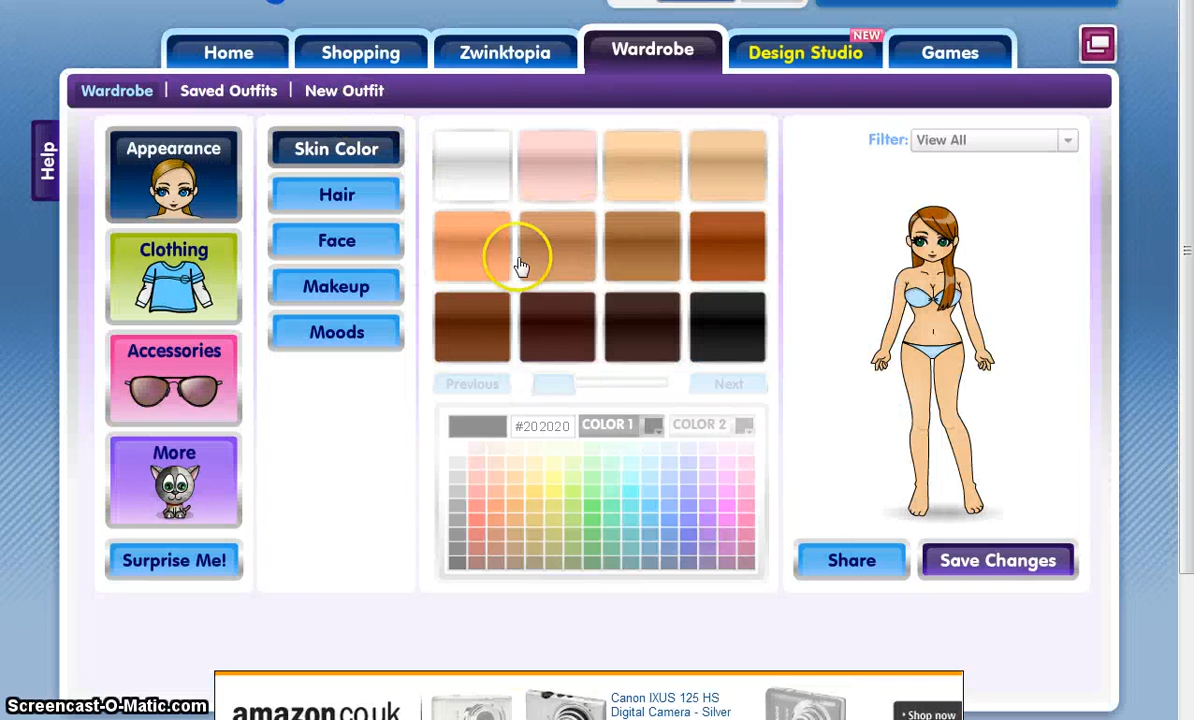 Home
Shopping
Zwinktopia
Wardrobe
NEW
Design Studio
Games
Wardrobe | Saved Outfits | New Outfit
Help
Appearance
Clothing
Accessories
More
Surprise Me!
Skin Color
Hair
Face
Makeup
Moods
Previous
Next
#202020
COLOR 1
COLOR 2
Filter: View All
Share
Save Changes
Screencast-O-Matic.com
amazon.co.uk
Canon IXUS 125 HS
Digital Camera - Silver
Shop now